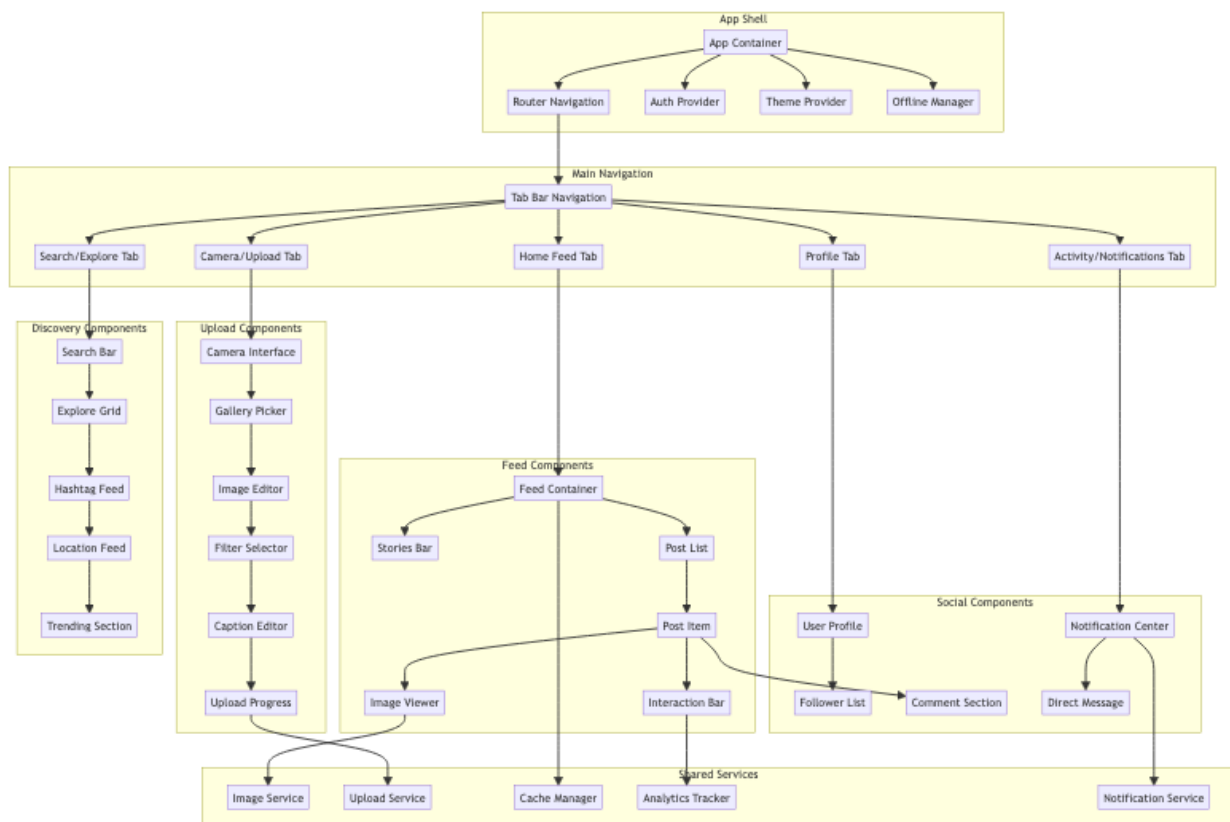 App Shell
App Container
Router Navigation
Auth Provider
Theme Provider
Offline Manager
Main Navigation
Tab Bar Navigation
Search/Explore Tab
Camera/Upload Tab
Home Feed Tab
Profile Tab
Activity/Notifications Tab
Discovery Components
Search Bar
Explore Grid
Hashtag Feed
Location Feed
Trending Section
Upload Components
Camera Interface
Gallery Picker
Image Editor
Filter Selector
Caption Editor
Upload Progress
Feed Components
Feed Container
Stories Bar
Post List
Post Item
Image Viewer
Interaction Bar
Social Components
User Profile
Notification Center
Follower List
Comment Section
Direct Message
Shared Services
Image Service
Upload Service
Cache Manager
Analytics Tracker
Notification Service